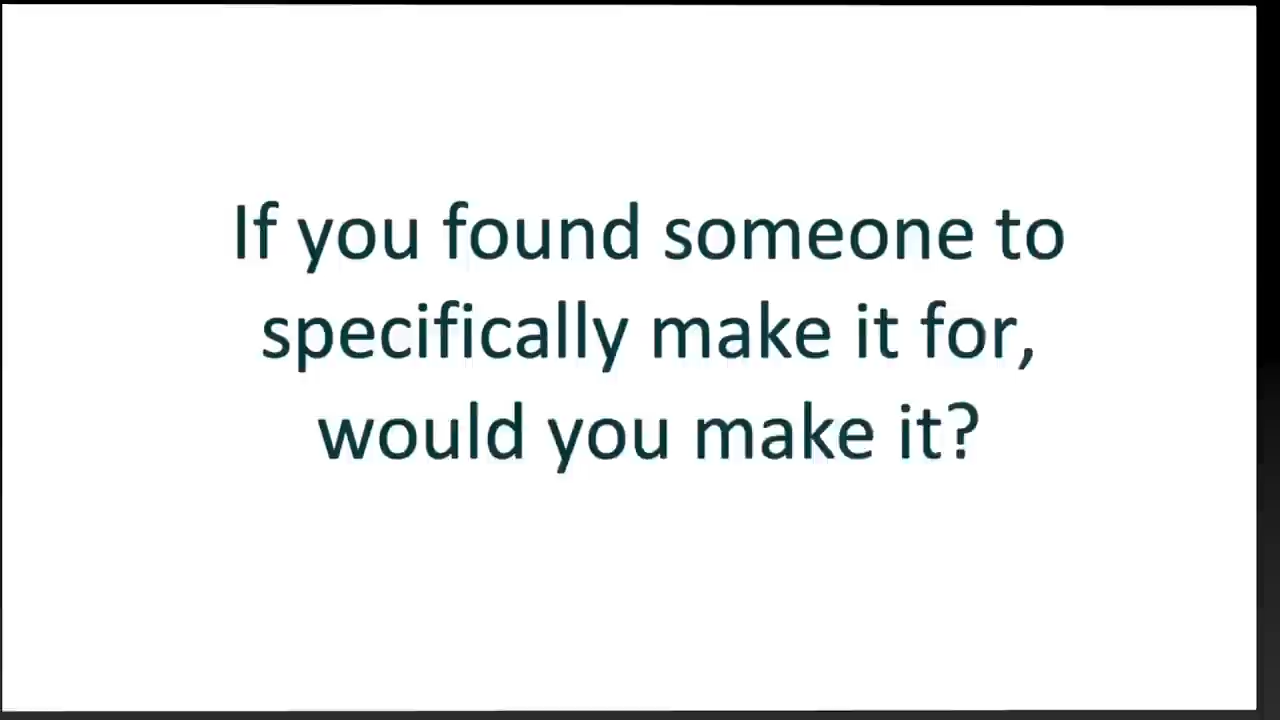 If you found someone to
specifically make it for,
would you make it?